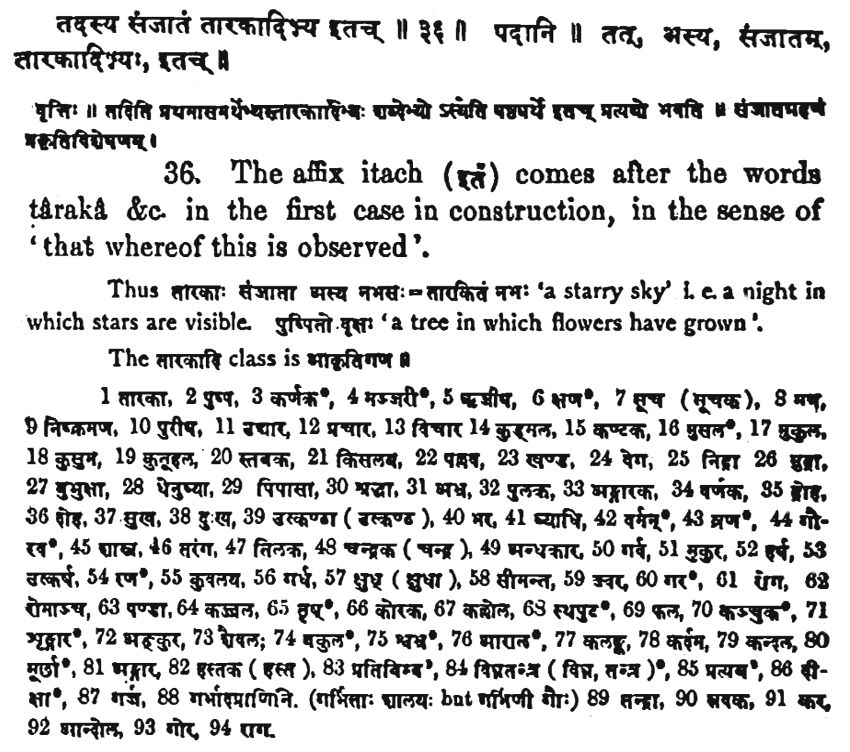 तदस्य संजातं तारकादिभ्य इतच् ॥ ३६ ॥ पदानि ॥ तत्, अस्य, संजातम्,
तारकादिभ्यः, इतच् ॥
वृत्तिः ॥ तदिति प्रथमासमर्थेभ्यस्तारकादिभ्यः शब्देभ्यो ऽस्येति षष्ठ्यर्थे इतच् प्रत्ययो भवति ॥ संजातग्रहणं
प्रकृतिविशेषणम् ।
36. The affix itach (इतँ) comes after the words
târakâ &c. in the first case in construction, in the sense of
‘that whereof this is observed’.
Thus तारकाः संजाता अस्य नभसः=तारकितं नभः ‘a starry sky’ i. e. a night in
which stars are visible. पुष्पितो वृक्षः ‘a tree in which flowers have grown’.
The तारकादि class is आकृतिगण ॥
1 तारका, 2 पुष्प, 3 कर्णक*, 4 मञ्जरी*, 5 ऋजीष, 6 क्षण*, 7 सूच (सूचक), 8 मूत्र,
9 निष्क्रमण, 10 पुरीष, 11 उच्चार, 12 प्रचार, 13 विचार 14 कुड्मल, 15 कण्टक, 16 मुसल*, 17 मुकुल,
18 कुसुम, 19 कुतूहल, 20 स्तबक, 21 किसलय, 22 पल्लव, 23 खण्ड, 24 वेग, 25 निद्रा 26 मुद्रा,
27 बुभुक्षा, 28 धेनुष्या, 29 पिपासा, 30 श्रद्धा, 31 अभ्र, 32 पुलक, 33 अङ्गारक, 34 वर्णक, 35 द्रोह,
36 दोह, 37 सुख, 38 दुःख, 39 उत्कण्ठा (उत्कण्ठ), 40 भर, 41 व्याधि, 42 वर्मन्*, 43 व्रण*, 44 गौ-
रव*, 45 शास्त्र, 46 तरंग, 47 तिलक, 48 चन्द्रक (चन्द्र), 49 अन्धकार, 50 गर्व, 51 मुकुर, 52 हर्ष, 53
उत्कर्ष, 54 रण*, 55 कुवलय, 56 गर्ध, 57 क्षुध् (क्षुधा), 58 सीमन्त, 59 ज्वर, 60 गर*, 61 रोग, 62
रोमाञ्च, 63 पण्डा, 64 कज्जल, 65 तृष्*, 66 कोरक, 67 कल्लोल, 68 स्थपुट*, 69 फल, 70 कञ्चुक*, 71
शृङ्गार*, 72 अङ्कुर, 73 शैवल; 74 बकुल*, 75 श्वभ्र*, 76 आराल*, 77 कलङ्क, 78 कर्दम, 79 कन्दल, 80
मूर्छा*, 81 अङ्गार, 82 हस्तक (हस्त), 83 प्रतिबिम्ब*, 84 विघ्नतन्त्र (विघ्न, तन्त्र)*, 85 प्रत्यय*, 86 दी-
क्षा*, 87 गर्ज, 88 गर्भादप्राणिनि. (गर्भिताः शालयः but गर्भिणी गौः) 89 तन्द्रा, 90 स्रवक, 91 कर,
92 आन्दोल, 93 गोर, 94 राग.